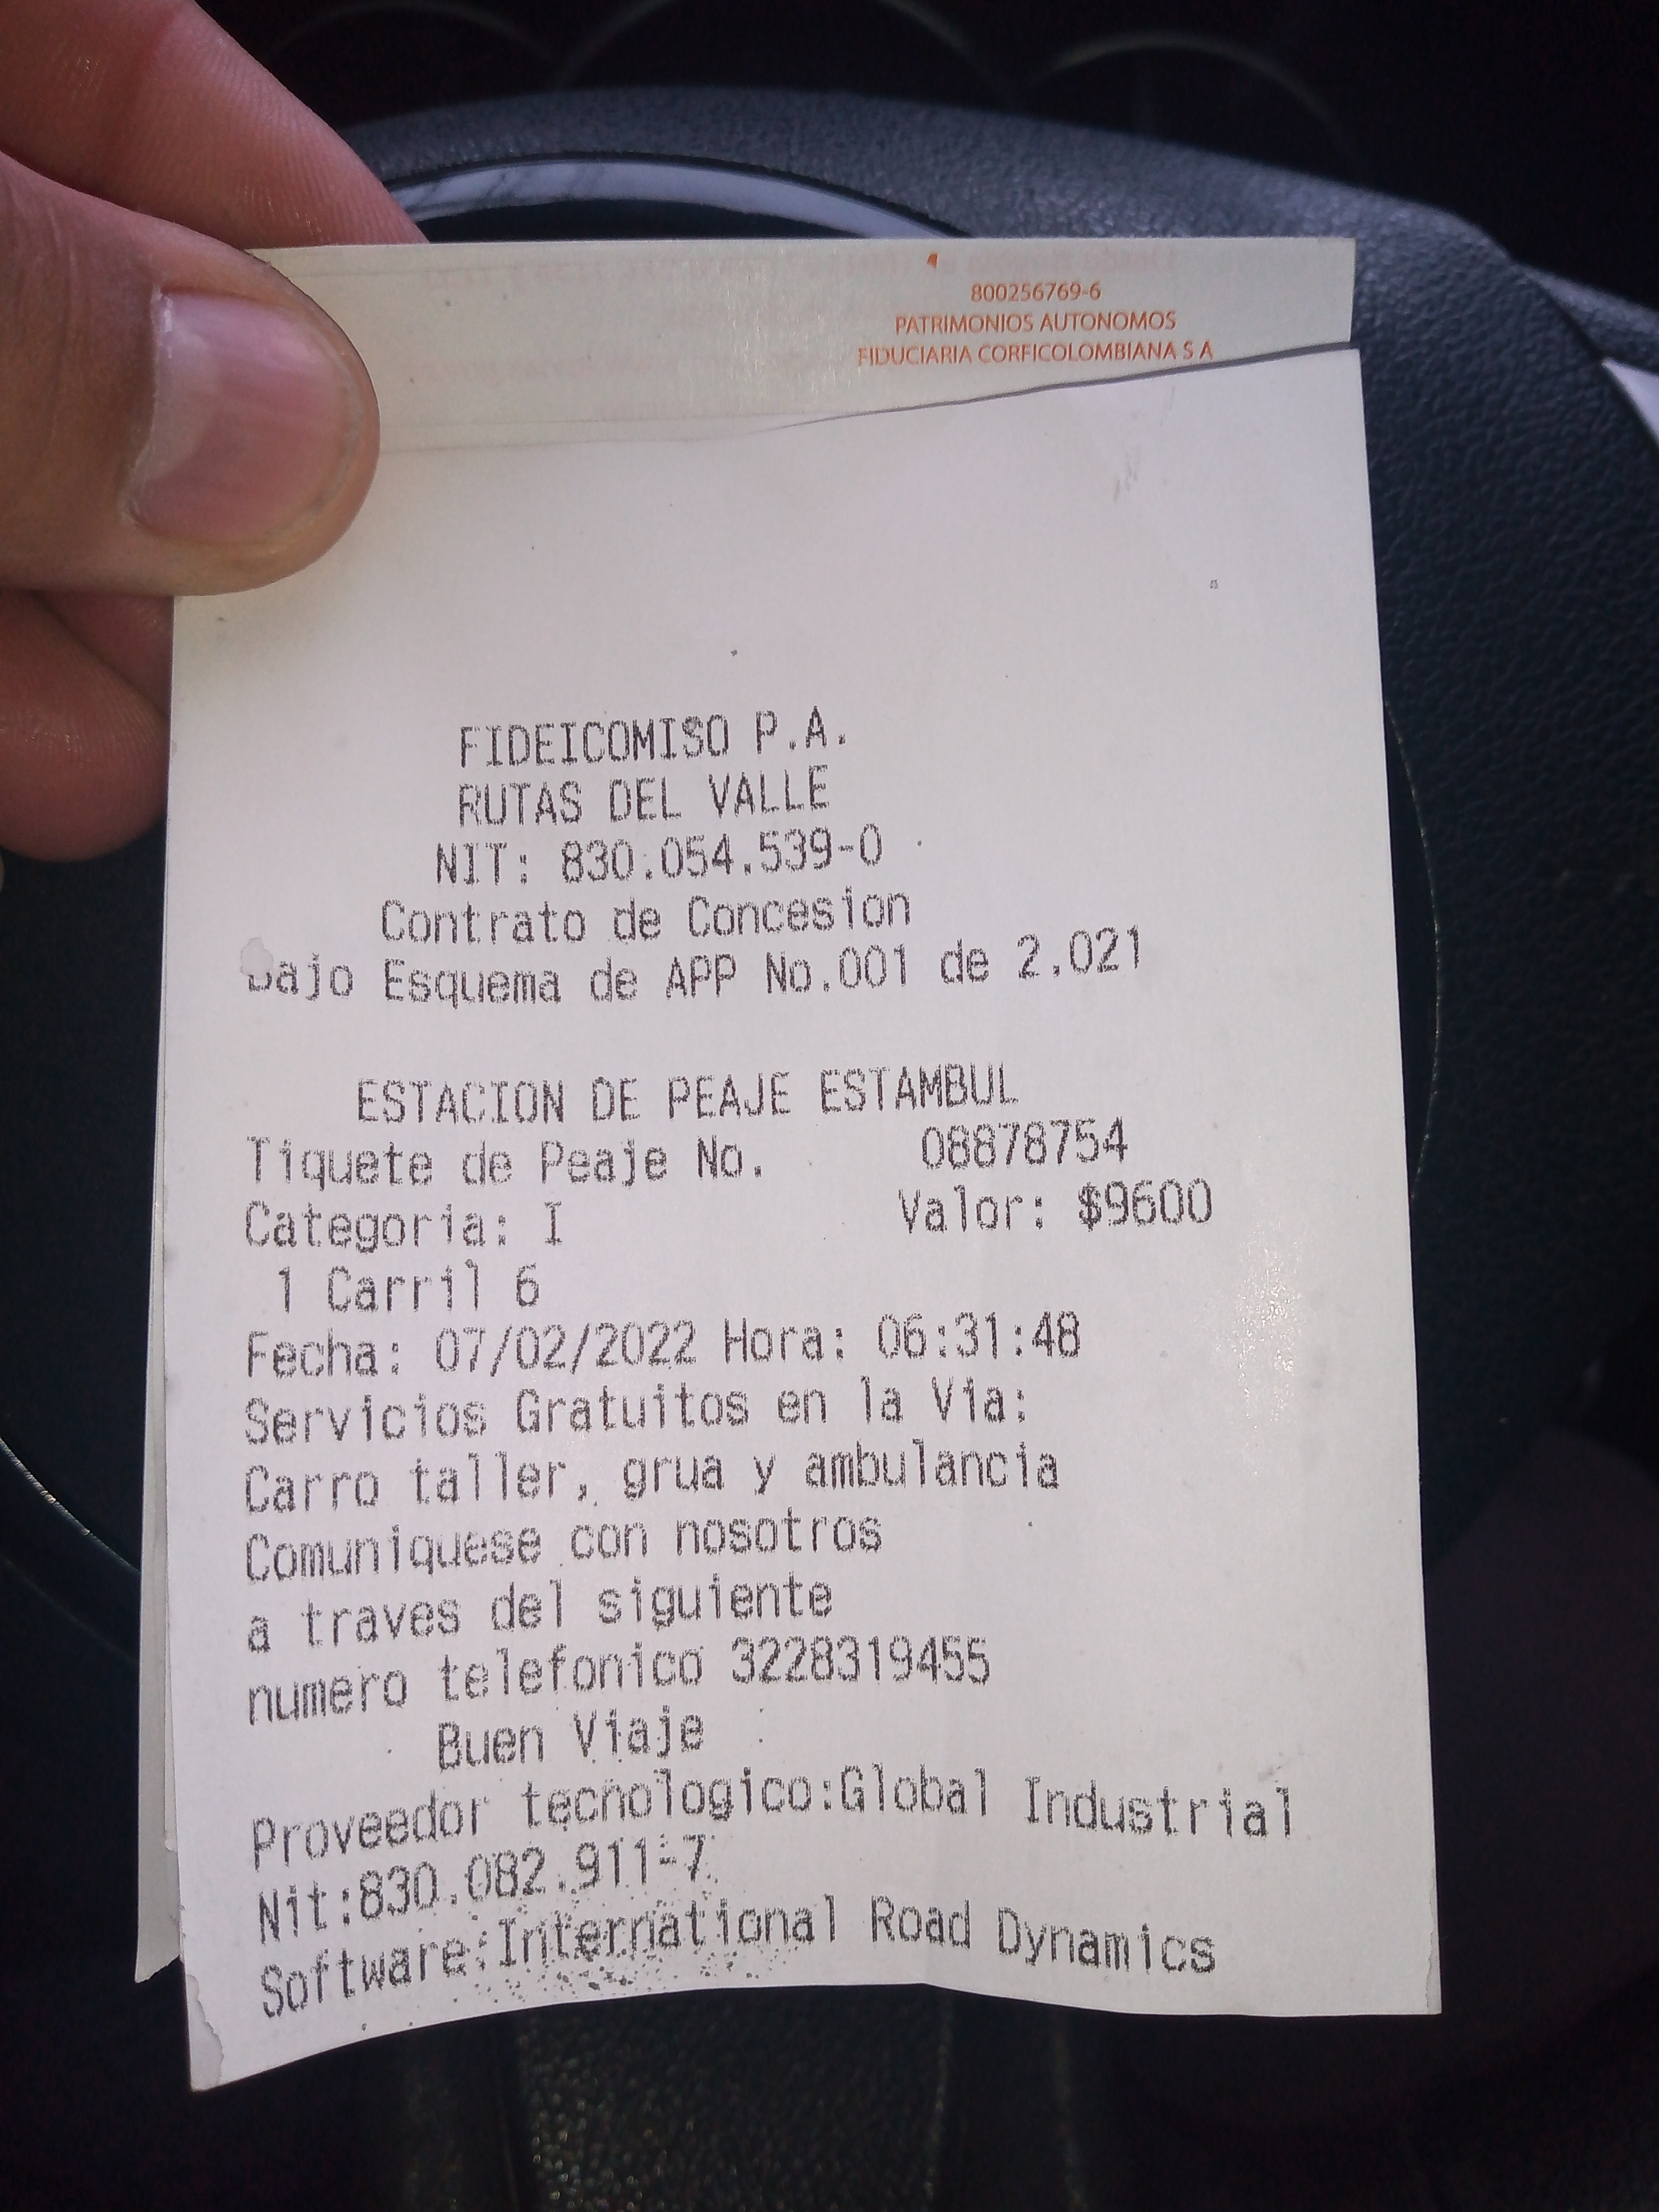 800256769-6
PATRIMONIOS AUTONOMOS
FIDUCIARIA CORFICOLOMBIANA S A
FIDEICOMISO P.A.
RUTAS DEL VALLE
NIT: 830.054.539-0
Contrato de Concesion
Bajo Esquema de APP No.001 de 2.021
ESTACION DE PEAJE ESTAMBUL
Tiquete de Peaje No. 08878754
Categoria: I Valor: $9600
1 Carril 6
Fecha: 07/02/2022 Hora: 06:31:48
Servicios Gratuitos en la Via:
Carro taller, grua y ambulancia
Comuniquese con nosotros
a traves del siguiente
numero telefonico 3228319455
Buen Viaje
Proveedor tecnologico:Global Industrial
Nit:830.082.911-7
Software:International Road Dynamics